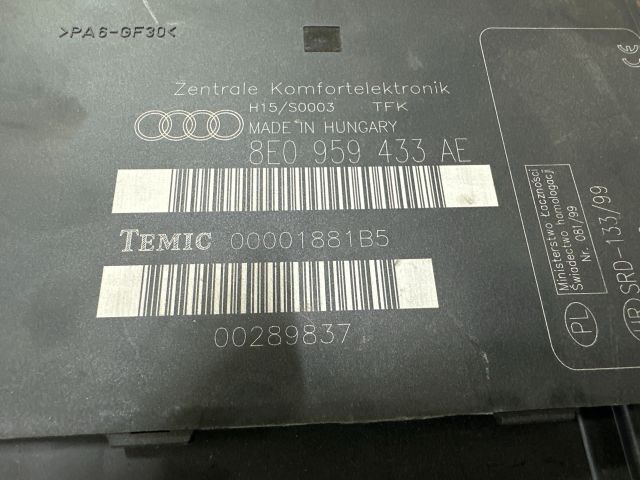 >PA6-GF30<
Zentrale Komfortelektronik
H15/S0003 TFK
MADE IN HUNGARY
8E0 959 433 AE
TEMIC 00001881B5
00289837
Ministerstwo Łączności
Świadectwo homologacji
Nr. 081/99
PL
SRD-133/99
CE